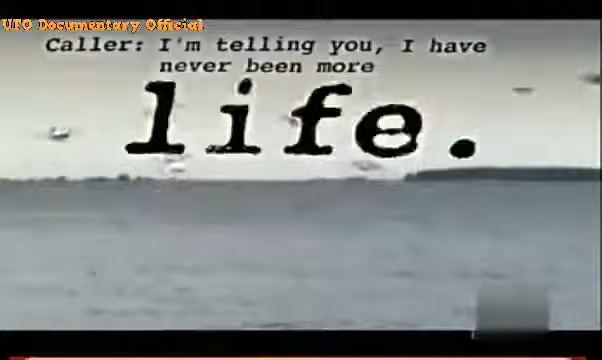 UFO Documentary Official
Caller: I'm telling you, I have
never been more
life.